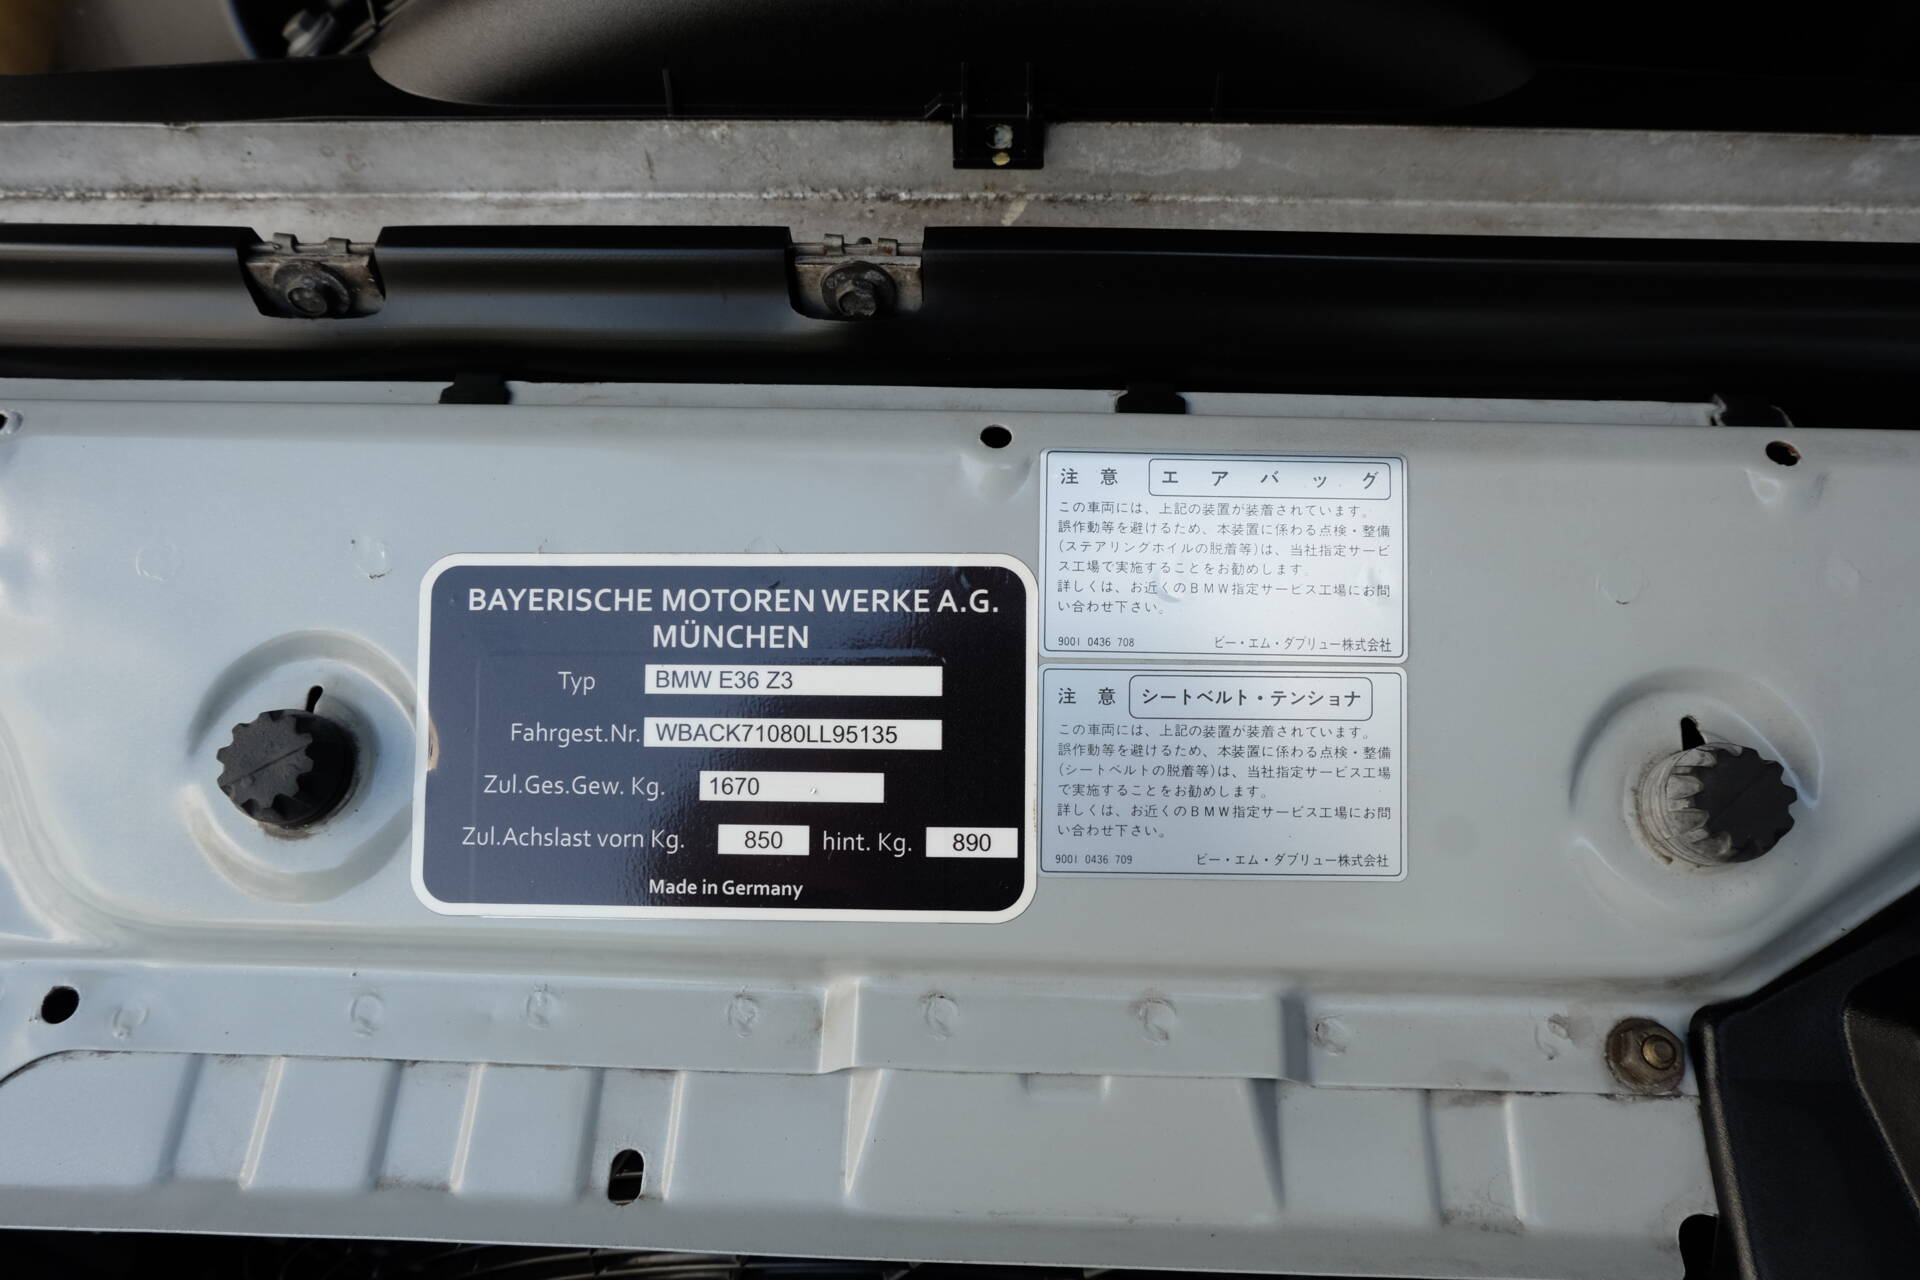 BAYERISCHE MOTOREN WERKE A.G.
MÜNCHEN
Typ BMW E36 Z3
Fahrgest.Nr. WBACK71080LL95135
Zul.Ges.Gew. Kg. 1670
Zul.Achslast vorn Kg. 850 hint. Kg. 890
Made in Germany
注意 エアバッグ
この車両には、上記の装置が装着されています。
誤作動等を避けるため、本装置に係わる点検・整備
(ステアリングホイルの脱着等)は、当社指定サービ
ス工場で実施することをお勧めします。
詳しくは、お近くのBMW指定サービス工場にお問
い合わせ下さい。
9001 0436 708 ビー・エム・ダブリュー株式会社
注意 シートベルト・テンショナ
この車両には、上記の装置が装着されています。
誤作動等を避けるため、本装置に係わる点検・整備
(シートベルトの脱着等)は、当社指定サービス工場
で実施することをお勧めします。
詳しくは、お近くのBMW指定サービス工場にお問
い合わせ下さい。
9001 0436 709 ビー・エム・ダブリュー株式会社